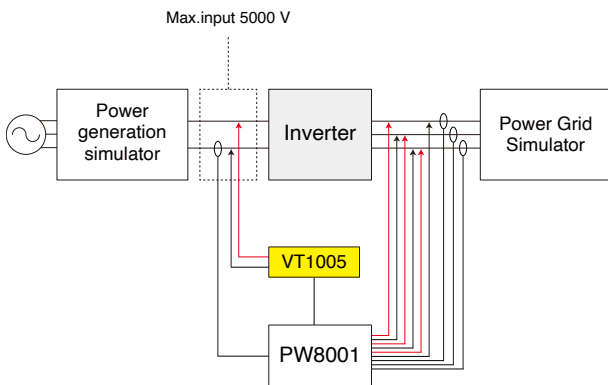 Max.input 5000 V
Power
generation
simulator
Inverter
Power Grid
Simulator
VT1005
PW8001